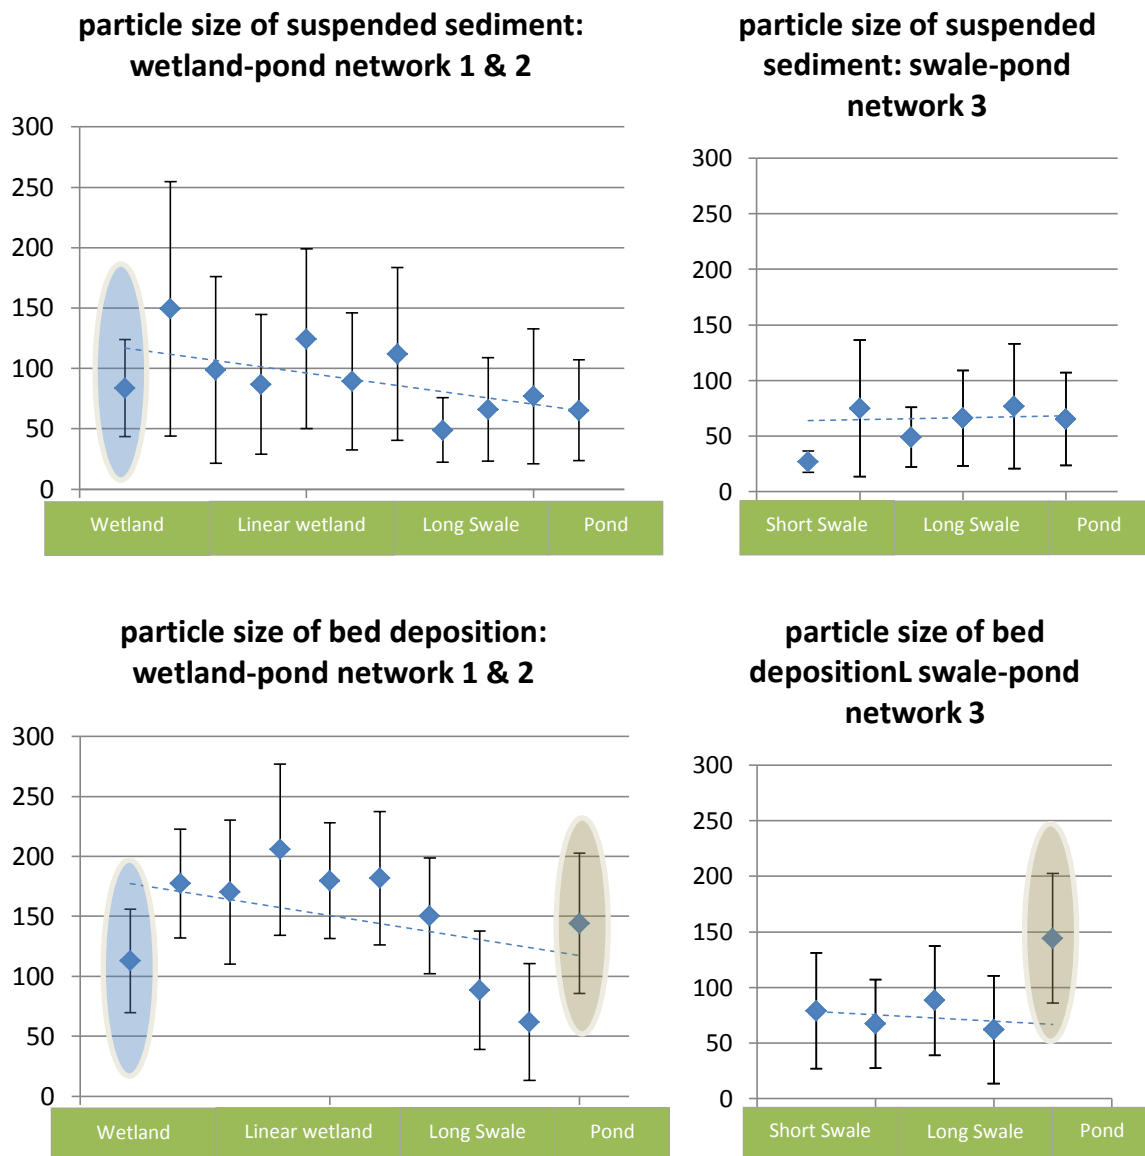 particle size of suspended sediment:
wetland-pond network 1 & 2
300
250
200
150
100
50
0
Wetland
Linear wetland
Long Swale
Pond
particle size of suspended
sediment: swale-pond
network 3
300
250
200
150
100
50
0
Short Swale
Long Swale
Pond
particle size of bed deposition:
wetland-pond network 1 & 2
300
250
200
150
100
50
0
Wetland
Linear wetland
Long Swale
Pond
particle size of bed
depositionL swale-pond
network 3
300
250
200
150
100
50
0
Short Swale
Long Swale
Pond